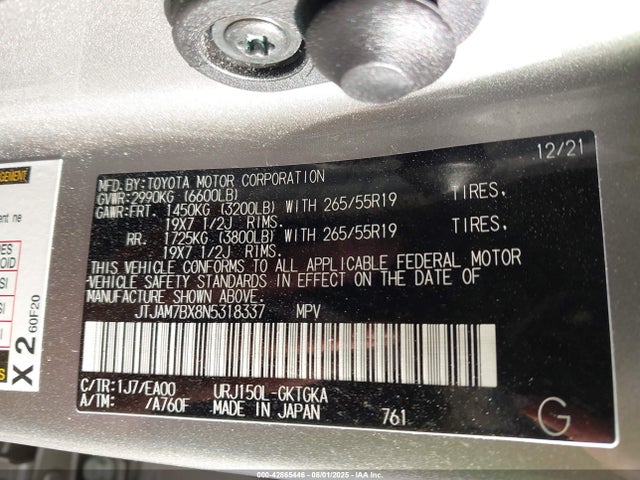 12/21
MFD.BY:TOYOTA MOTOR CORPORATION
GVWR:2990KG (6600LB)
GAWR:FRT. 1450KG (3200LB) WITH 265/55R19 TIRES,
19X7 1/2J RIMS.
RR. 1725KG (3800LB) WITH 265/55R19 TIRES,
19X7 1/2J RIMS.
THIS VEHICLE CONFORMS TO ALL APPLICABLE FEDERAL MOTOR
VEHICLE SAFETY STANDARDS IN EFFECT ON THE DATE OF
MANUFACTURE SHOWN ABOVE.
JTJAM7BX8N5318337 MPV
C/TR:1J7/EA00 URJ150L-GKTGKA
A/TM: /A760F MADE IN JAPAN 761 G
X 2
60F20
000-42865446 - 08/01/2025 - IAA Inc.